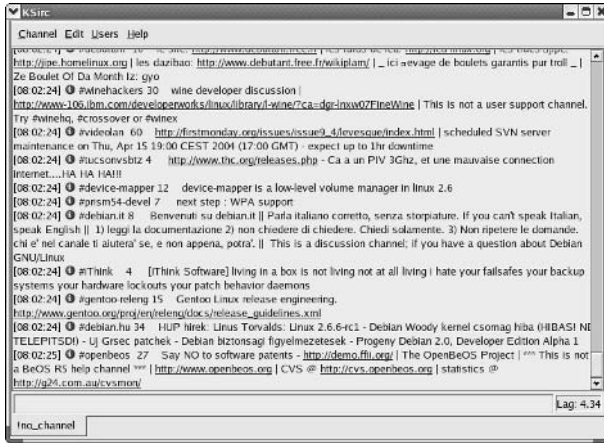 KSirc
Channel Edit Users Help
http://jipe.homelinux.org | les dazibao: http://www.debutant.free.fr/wikiplam/ | _ ici elevage de boulets garantis pur troll _ |
Ze Boulet Of Da Month Iz: gyo
[08:02:24] #winehackers 30 wine developer discussion |
http://www-106.ibm.com/developerworks/linux/library/l-wine/?ca=dgr-lnxw07FineWine | This is not a user support channel.
Try #winehq, #crossover or #winex
[08:02:24] #videolan 60 http://firstmonday.org/issues/issue9_4/levesque/index.html | scheduled SVN server
maintenance on Thu, Apr 15 19:00 CEST 2004 (17:00 GMT) - expect up to 1hr downtime
[08:02:24] #tucsonvsbtz 4 http://www.thc.org/releases.php - Ca a un PIV 3Ghz, et une mauvaise connection
Internet....HA HA HA!!!
[08:02:24] #device-mapper 12 device-mapper is a low-level volume manager in linux 2.6
[08:02:24] #prism54-devel 7 next step : WPA support
[08:02:24] #debian.it 8 Benvenuti su debian.it || Parla italiano corretto, senza storpiature. If you can't speak Italian,
speak English || 1) leggi la documentazione 2) non chiedere di chiedere. Chiedi solamente. 3) Non ripetere le domande.
chi e' nel canale ti aiutera' se, e non appena, potra'. || This is a discussion channel; if you have a question about Debian
GNU/Linux
[08:02:24] #iThink 4 [iThink Software] living in a box is not living not at all living i hate your failsafes your backup
systems your hardware lockouts your patch behavior daemons
[08:02:24] #gentoo-releng 15 Gentoo Linux release engineering.
http://www.gentoo.org/proj/en/releng/docs/release_guidelines.xml
[08:02:24] #debian.hu 34 HUP hirek: Linus Torvalds: Linux 2.6.6-rc1 - Debian Woody kernel csomag hiba (HIBAS! NE
TELEPITSD!) - Uj Grsec patchek - Debian biztonsagi figyelmezetesek - Progeny Debian 2.0, Developer Edition Alpha 1
[08:02:25] #openbeos 27 Say NO to software patents - http://demo.ffii.org/ | The OpenBeOS Project | *** This is not
a BeOS R5 help channel *** | http://www.openbeos.org | CVS @ http://cvs.openbeos.org | statistics @
http://g24.com.au/cvsmon/
Lag: 4.34
!no_channel